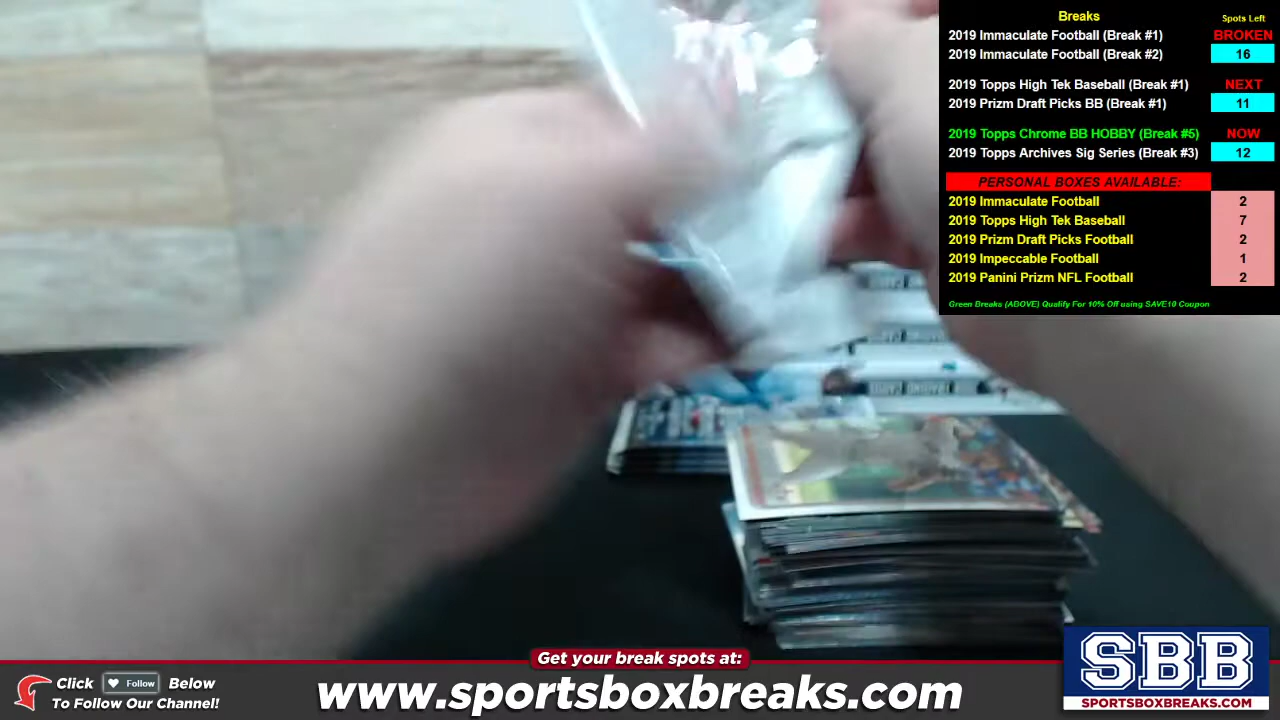 Breaks Spots Left
2019 Immaculate Football (Break #1) BROKEN
2019 Immaculate Football (Break #2) 16
2019 Topps High Tek Baseball (Break #1) NEXT
2019 Prizm Draft Picks BB (Break #1) 11
2019 Topps Chrome BB HOBBY (Break #5) NOW
2019 Topps Archives Sig Series (Break #3) 12
PERSONAL BOXES AVAILABLE:
2019 Immaculate Football 2
2019 Topps High Tek Baseball 7
2019 Prizm Draft Picks Football 2
2019 Impeccable Football 1
2019 Panini Prizm NFL Football 2
Green Breaks (ABOVE) Qualify For 10% Off using SAVE10 Coupon
Get your break spots at:
Click Follow Below
To Follow Our Channel!
www.sportsboxbreaks.com
SBB
SPORTSBOXBREAKS.COM